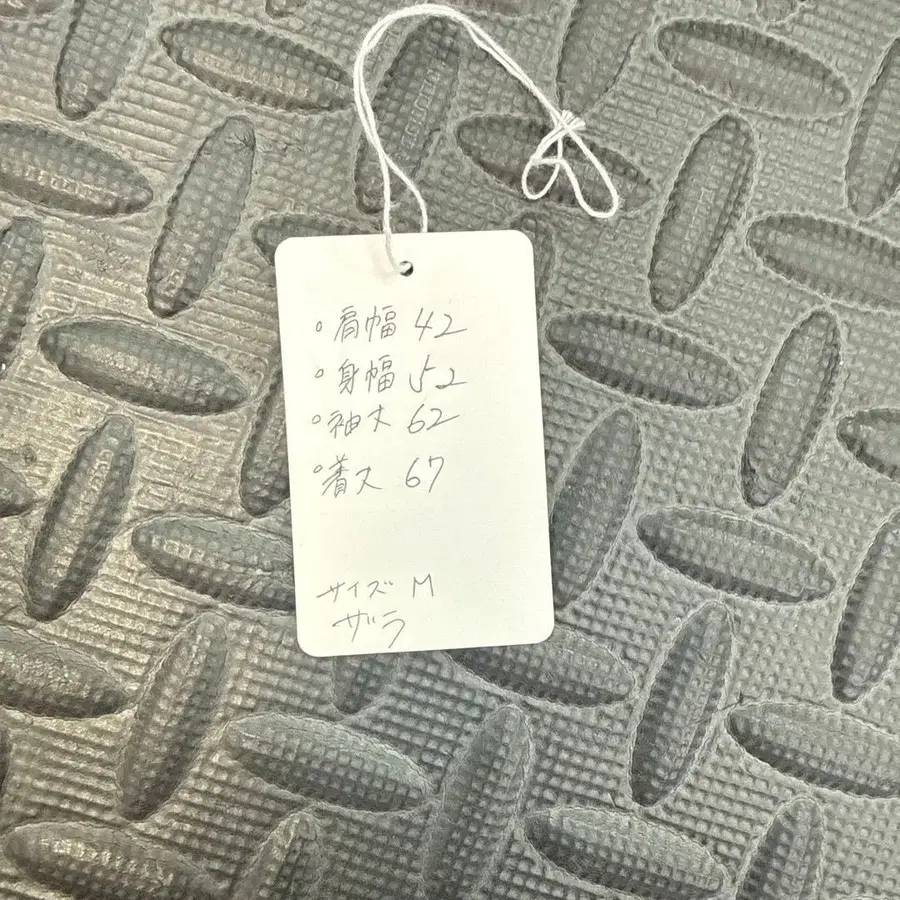 ◦肩幅 42
◦身幅 52
◦袖丈 62
◦着丈 67
サイズ M
ザラ